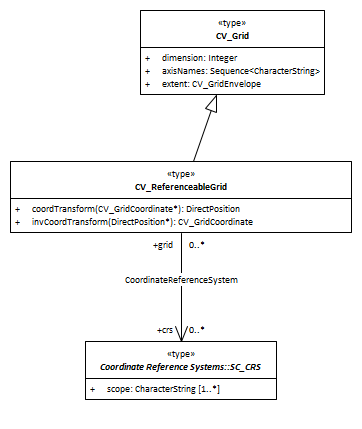 «type»
CV_Grid
+ dimension: Integer
+ axisNames: Sequence<CharacterString>
+ extent: CV_GridEnvelope
«type»
CV_ReferenceableGrid
+ coordTransform(CV_GridCoordinate*): DirectPosition
+ invCoordTransform(DirectPosition*): CV_GridCoordinate
+grid 0..*
CoordinateReferenceSystem
+crs 0..*
«type»
Coordinate Reference Systems::SC_CRS
+ scope: CharacterString [1..*]